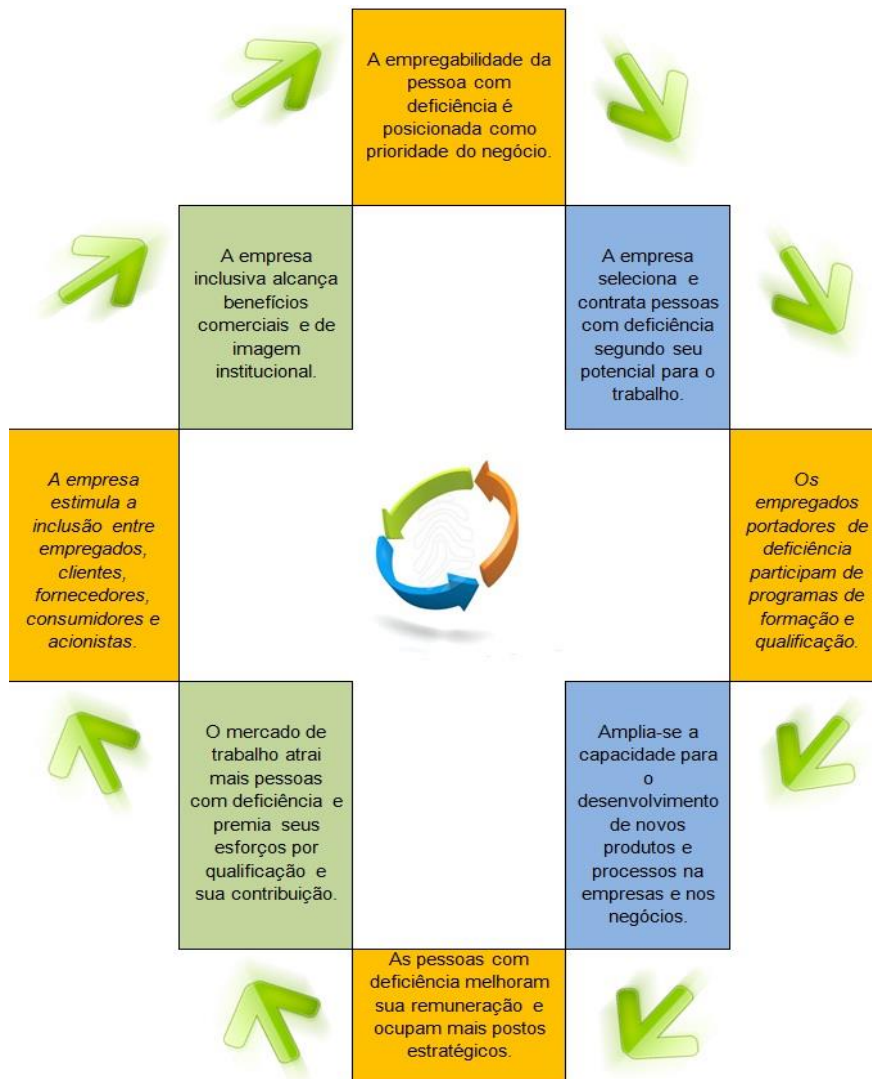 A empregabilidade da
pessoa com
deficiência é
posicionada como
prioridade do negócio.
A empresa
inclusiva alcança
benefícios
comerciais e de
imagem
institucional.
A empresa
seleciona e
contrata pessoas
com deficiência
segundo seu
potencial para o
trabalho.
A empresa
estimula a
inclusão entre
empregados,
clientes,
fornecedores,
consumidores e
acionistas.
Os
empregados
portadores de
deficiência
participam de
programas de
formação e
qualificação.
O mercado de
trabalho atrai
mais pessoas
com deficiência e
premia seus
esforços por
qualificação e
sua contribuição.
Amplia-se a
capacidade para
o
desenvolvimento
de novos
produtos e
processos na
empresas e nos
negócios.
As pessoas com
deficiência melhoram
sua remuneração e
ocupam mais postos
estratégicos.